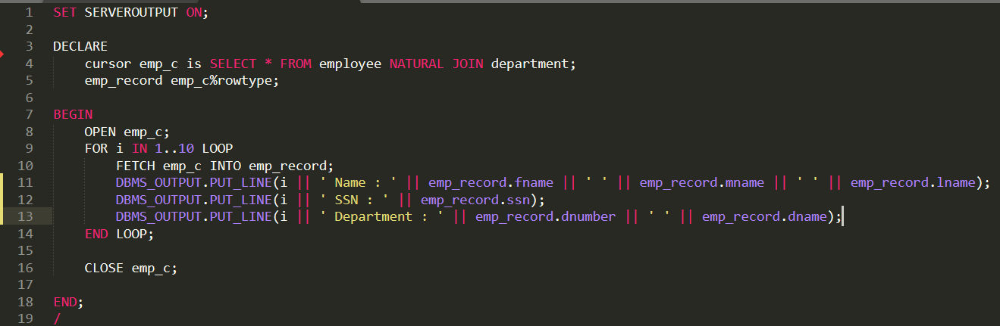 1 SET SERVEROUTPUT ON;
2
3 DECLARE
4 cursor emp_c is SELECT * FROM employee NATURAL JOIN department;
5 emp_record emp_c%rowtype;
6
7 BEGIN
8 OPEN emp_c;
9 FOR i IN 1..10 LOOP
10 FETCH emp_c INTO emp_record;
11 DBMS_OUTPUT.PUT_LINE(i || ' Name : ' || emp_record.fname || ' ' || emp_record.mname || ' ' || emp_record.lname);
12 DBMS_OUTPUT.PUT_LINE(i || ' SSN : ' || emp_record.ssn);
13 DBMS_OUTPUT.PUT_LINE(i || ' Department : ' || emp_record.dnumber || ' ' || emp_record.dname);
14 END LOOP;
15
16 CLOSE emp_c;
17
18 END;
19 /